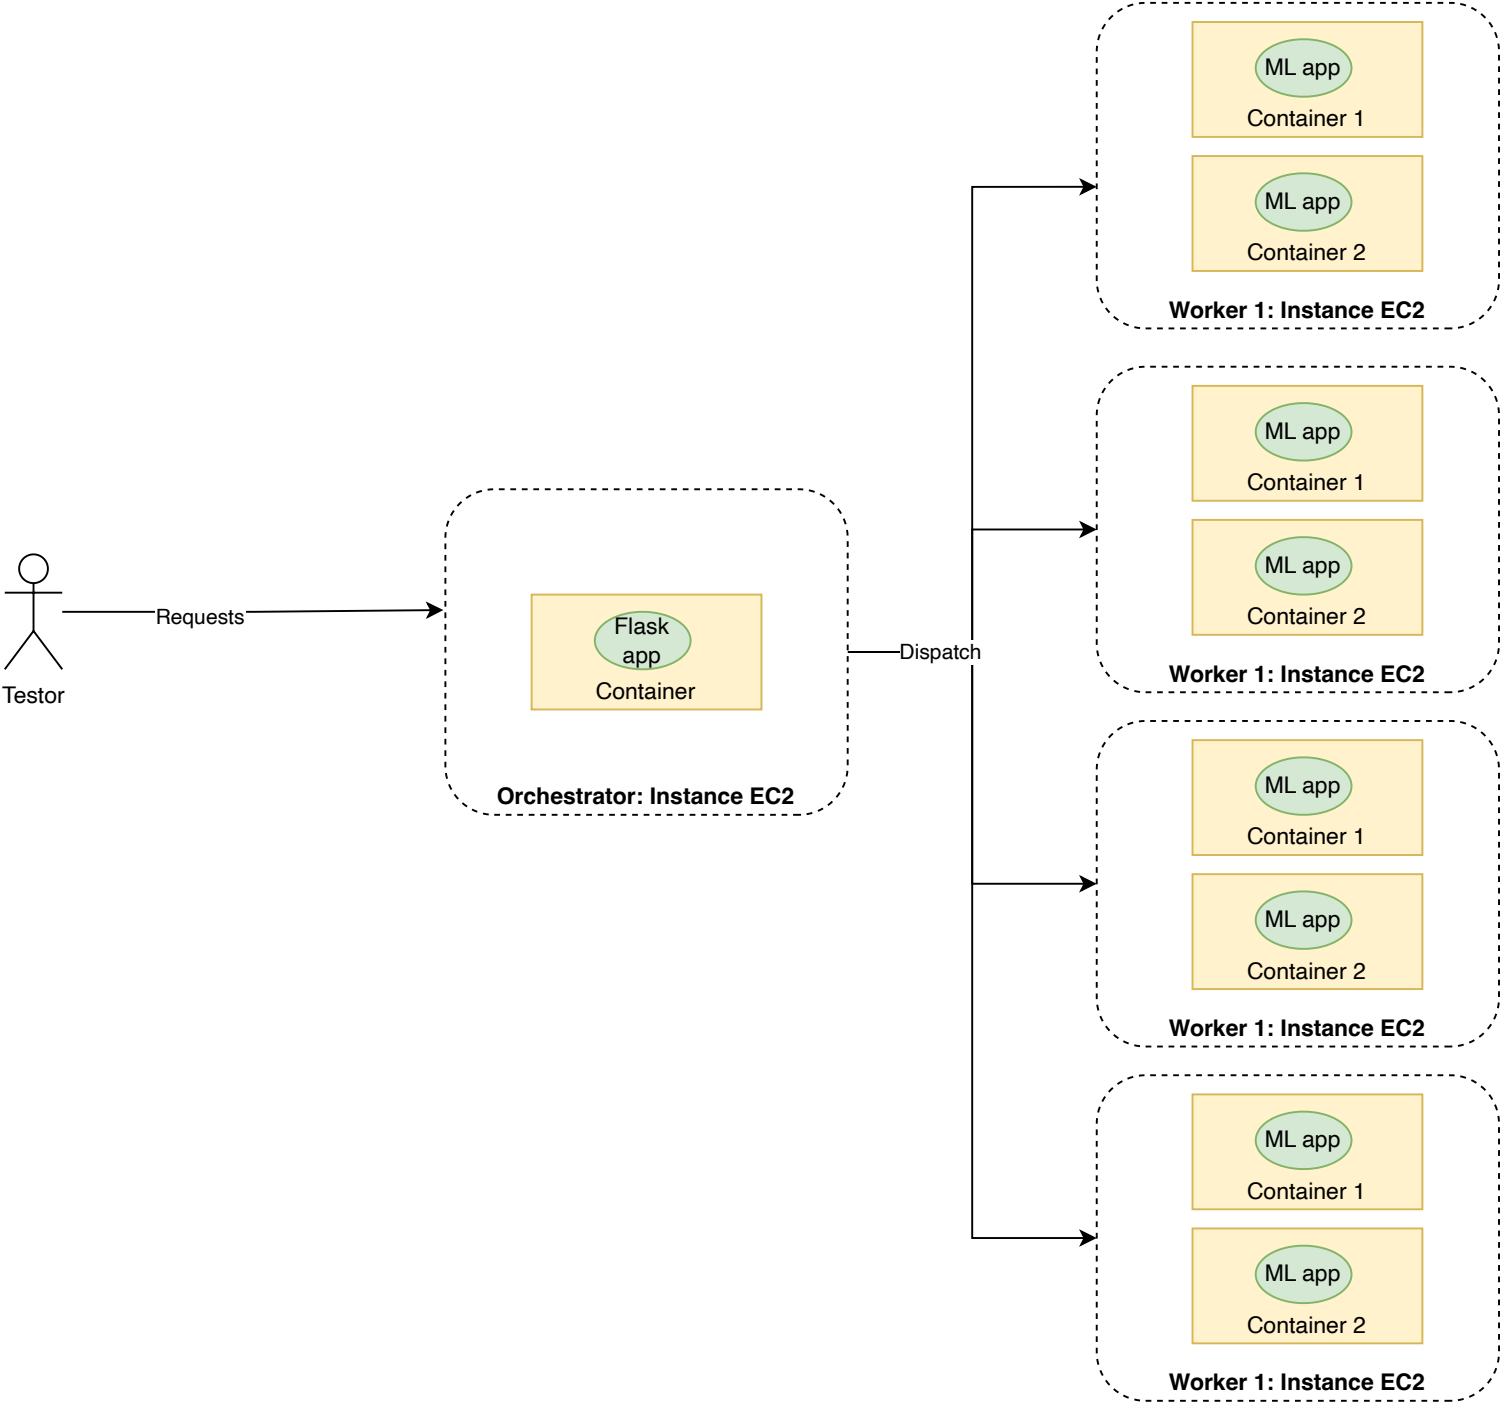 Testor
Requests
Flask
app
Container
Orchestrator: Instance EC2
Dispatch
ML app
Container 1
ML app
Container 2
Worker 1: Instance EC2
ML app
Container 1
ML app
Container 2
Worker 1: Instance EC2
ML app
Container 1
ML app
Container 2
Worker 1: Instance EC2
ML app
Container 1
ML app
Container 2
Worker 1: Instance EC2